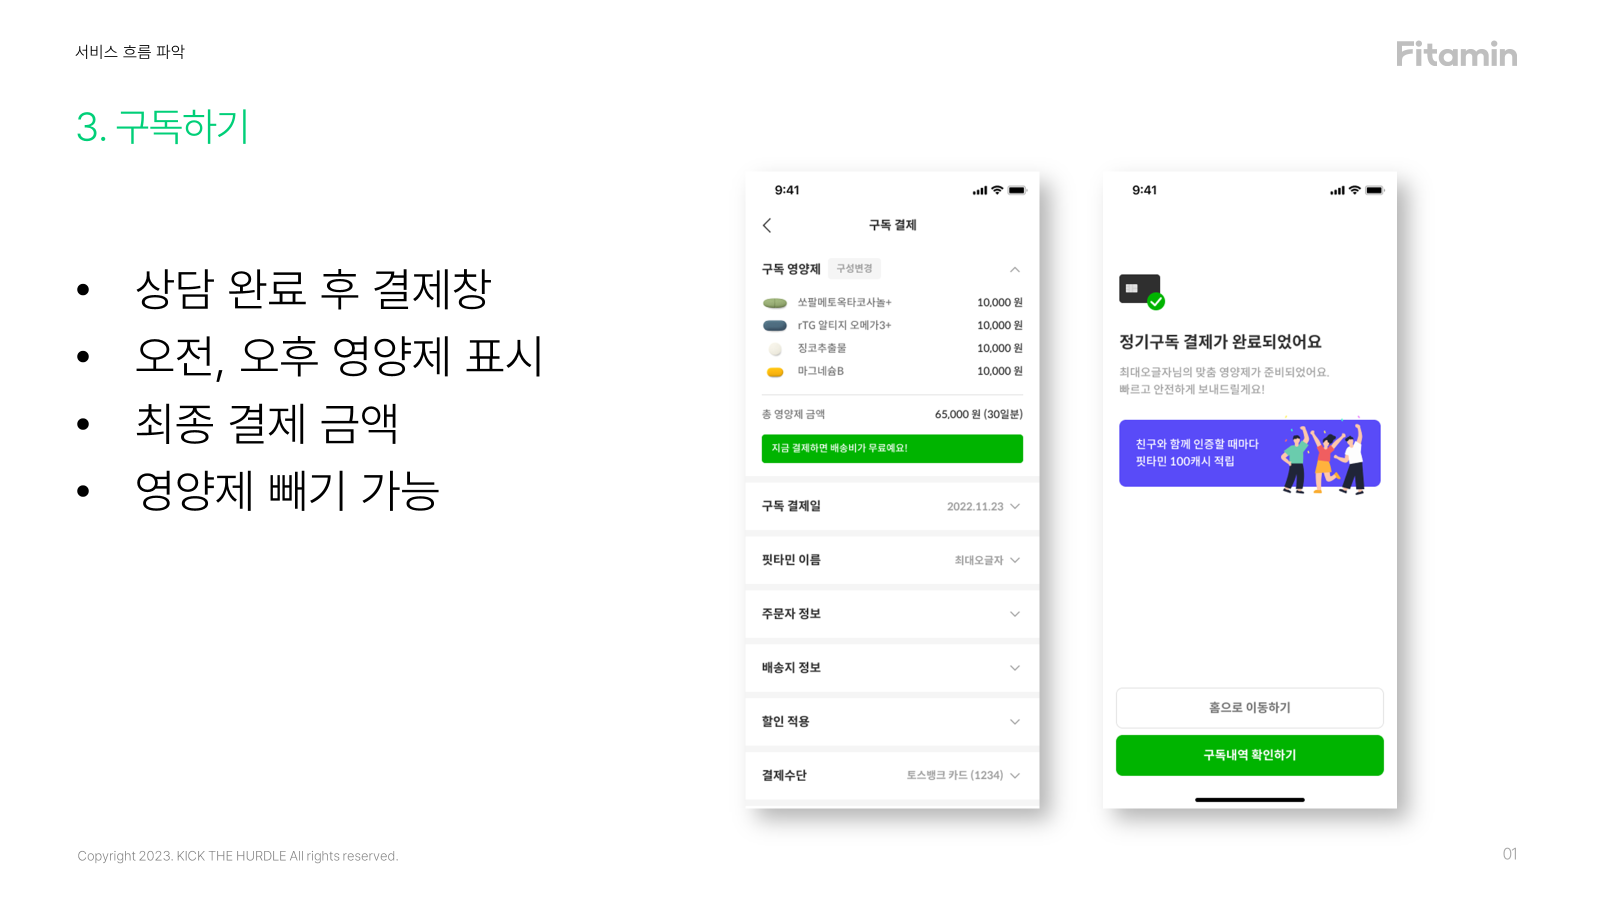 서비스 흐름 파악
Fitamin
3. 구독하기
• 상담 완료 후 결제창
• 오전, 오후 영양제 표시
• 최종 결제 금액
• 영양제 빼기 가능
9:41
구독 결제
구독 영양제 구성변경
쏘팔메토옥타코사놀+ 10,000 원
rTG 알티지 오메가3+ 10,000 원
징코추출물 10,000 원
마그네슘B 10,000 원
총 영양제 금액 65,000 원 (30일분)
지금 결제하면 배송비가 무료예요!
구독 결제일 2022.11.23
핏타민 이름 최대오글자
주문자 정보
배송지 정보
할인 적용
결제수단 토스뱅크 카드 (1234)
9:41
정기구독 결제가 완료되었어요
최대오글자님의 맞춤 영양제가 준비되었어요.
빠르고 안전하게 보내드릴게요!
친구와 함께 인증할 때마다
핏타민 100캐시 적립
홈으로 이동하기
구독내역 확인하기
Copyright 2023. KICK THE HURDLE All rights reserved.
01